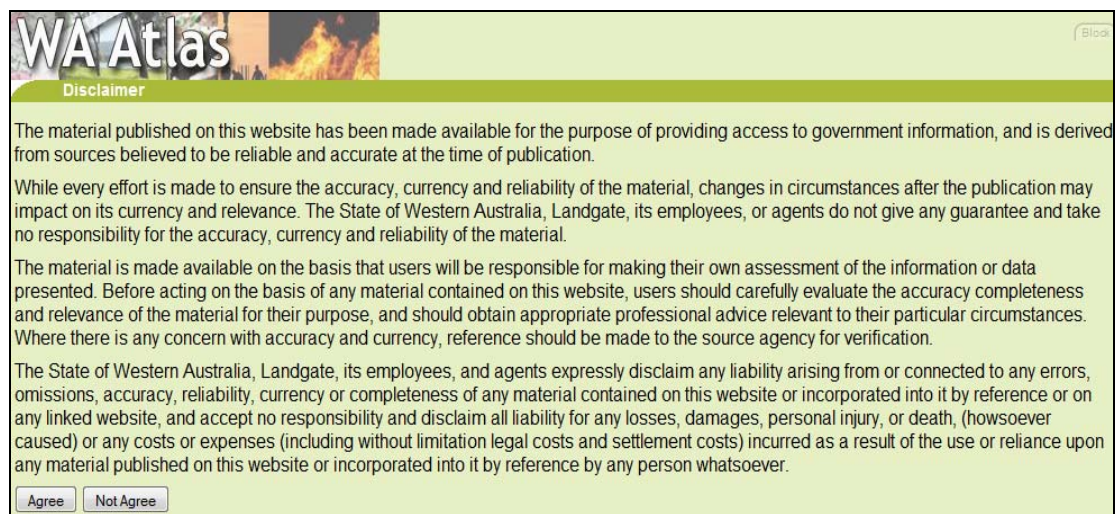 WA Atlas
Block
Disclaimer
The material published on this website has been made available for the purpose of providing access to government information, and is derived
from sources believed to be reliable and accurate at the time of publication.
While every effort is made to ensure the accuracy, currency and reliability of the material, changes in circumstances after the publication may
impact on its currency and relevance. The State of Western Australia, Landgate, its employees, or agents do not give any guarantee and take
no responsibility for the accuracy, currency and reliability of the material.
The material is made available on the basis that users will be responsible for making their own assessment of the information or data
presented. Before acting on the basis of any material contained on this website, users should carefully evaluate the accuracy completeness
and relevance of the material for their purpose, and should obtain appropriate professional advice relevant to their particular circumstances.
Where there is any concern with accuracy and currency, reference should be made to the source agency for verification.
The State of Western Australia, Landgate, its employees, and agents expressly disclaim any liability arising from or connected to any errors,
omissions, accuracy, reliability, currency or completeness of any material contained on this website or incorporated into it by reference or on
any linked website, and accept no responsibility and disclaim all liability for any losses, damages, personal injury, or death, (howsoever
caused) or any costs or expenses (including without limitation legal costs and settlement costs) incurred as a result of the use or reliance upon
any material published on this website or incorporated into it by reference by any person whatsoever.
Agree Not Agree